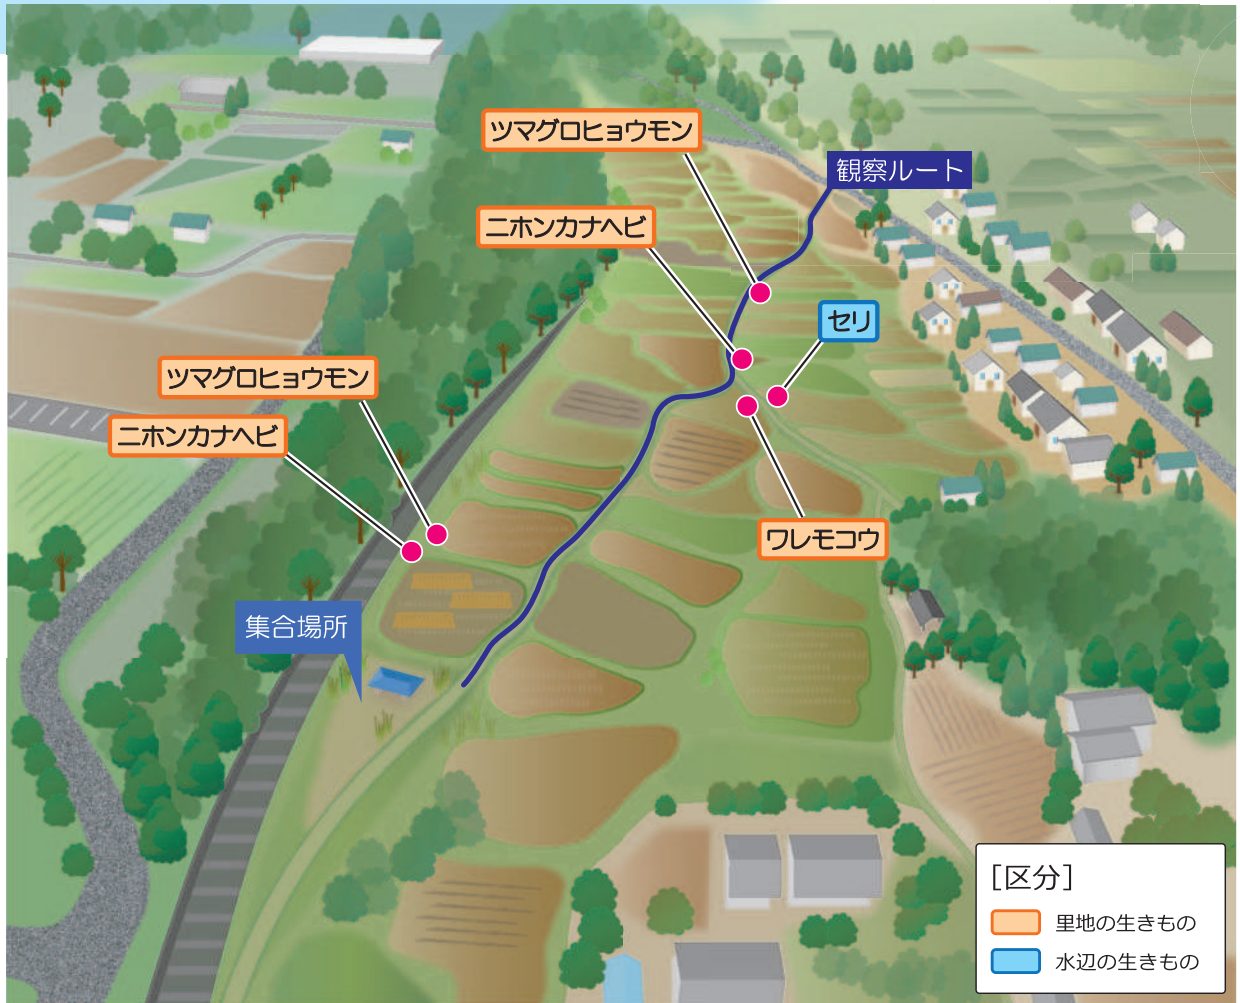 ツマグロヒョウモン
観察ルート
ニホンカナヘビ
セリ
ツマグロヒョウモン
ニホンカナヘビ
ワレモコウ
集合場所
[区分]
里地の生きもの
水辺の生きもの